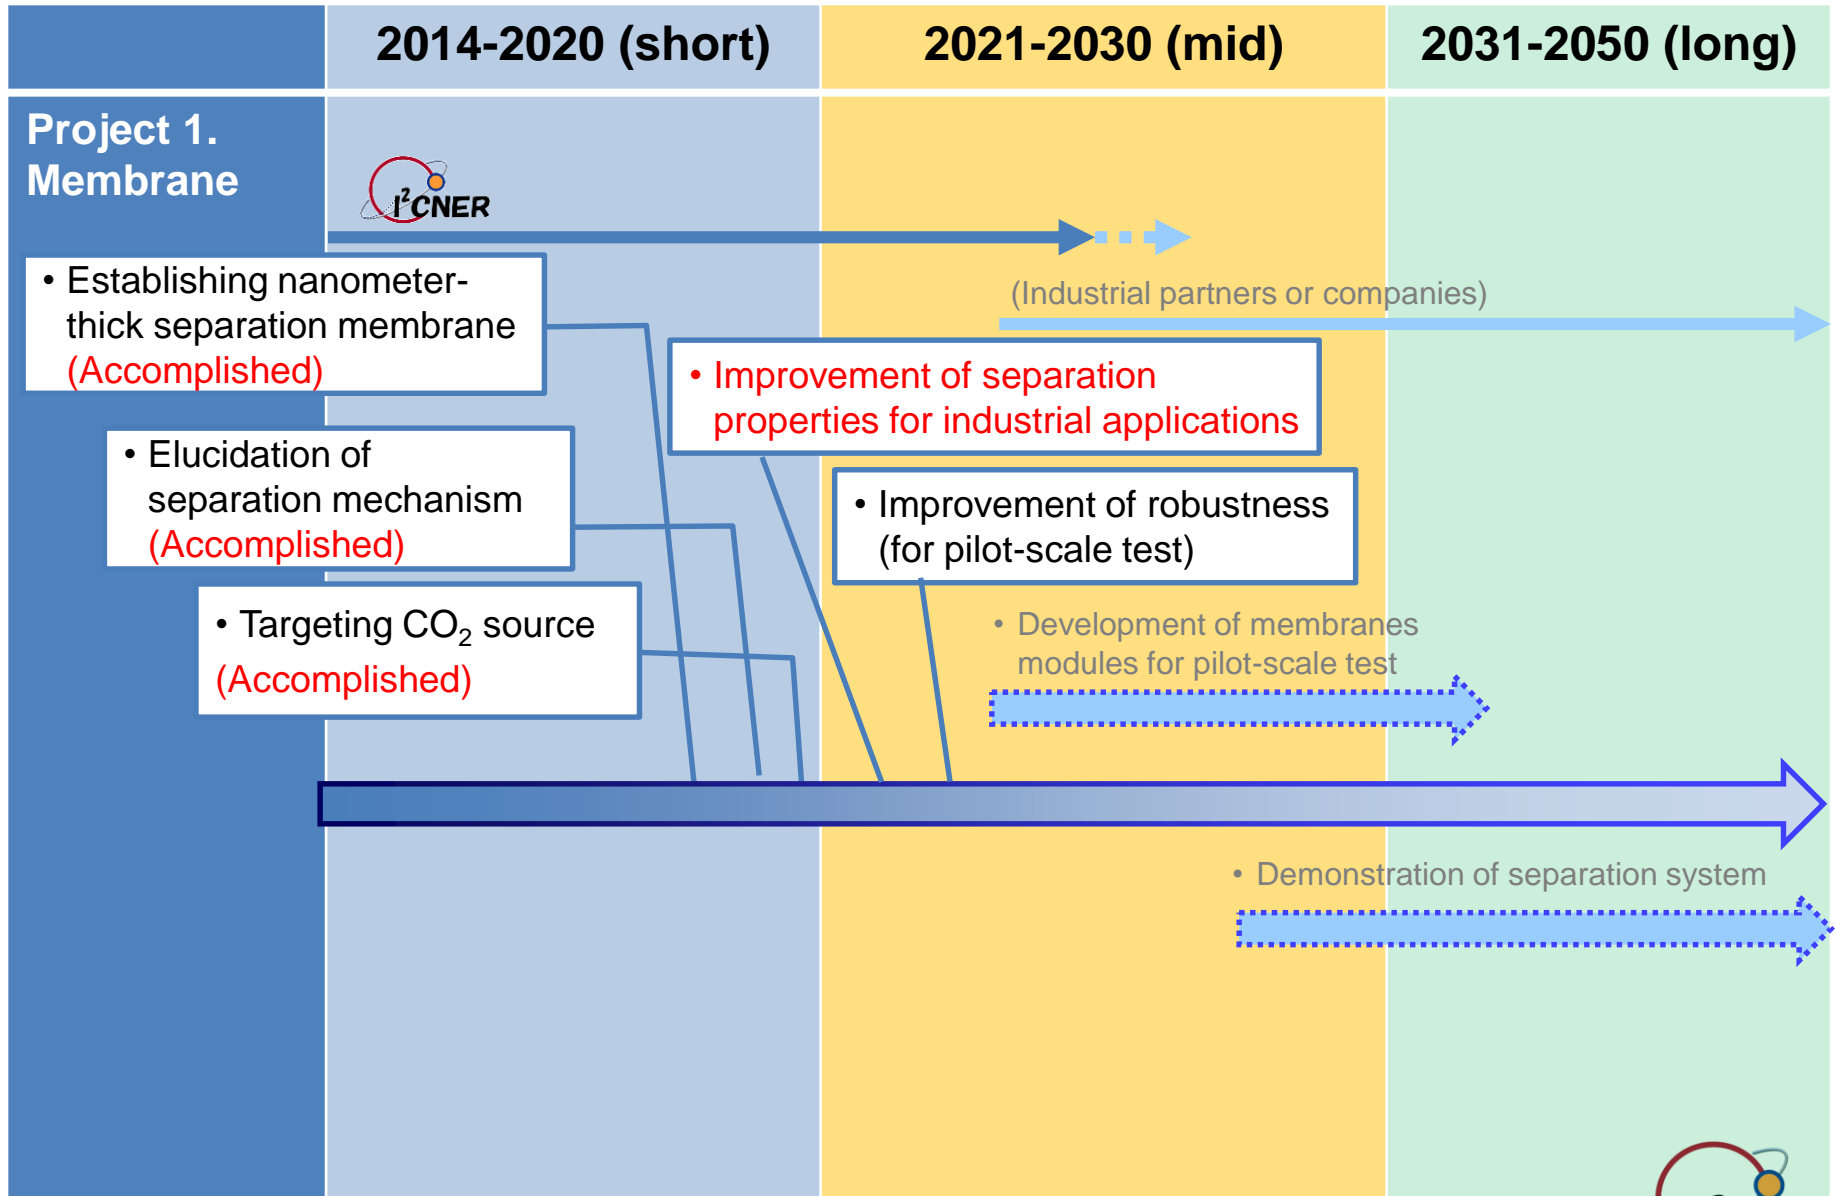 2014-2020 (short)
2021-2030 (mid)
2031-2050 (long)
Project 1.
Membrane
I²CNER
• Establishing nanometer-
thick separation membrane
(Accomplished)
(Industrial partners or companies)
• Improvement of separation
properties for industrial applications
• Elucidation of
separation mechanism
(Accomplished)
• Improvement of robustness
(for pilot-scale test)
• Targeting CO₂ source
(Accomplished)
• Development of membranes
modules for pilot-scale test
• Demonstration of separation system